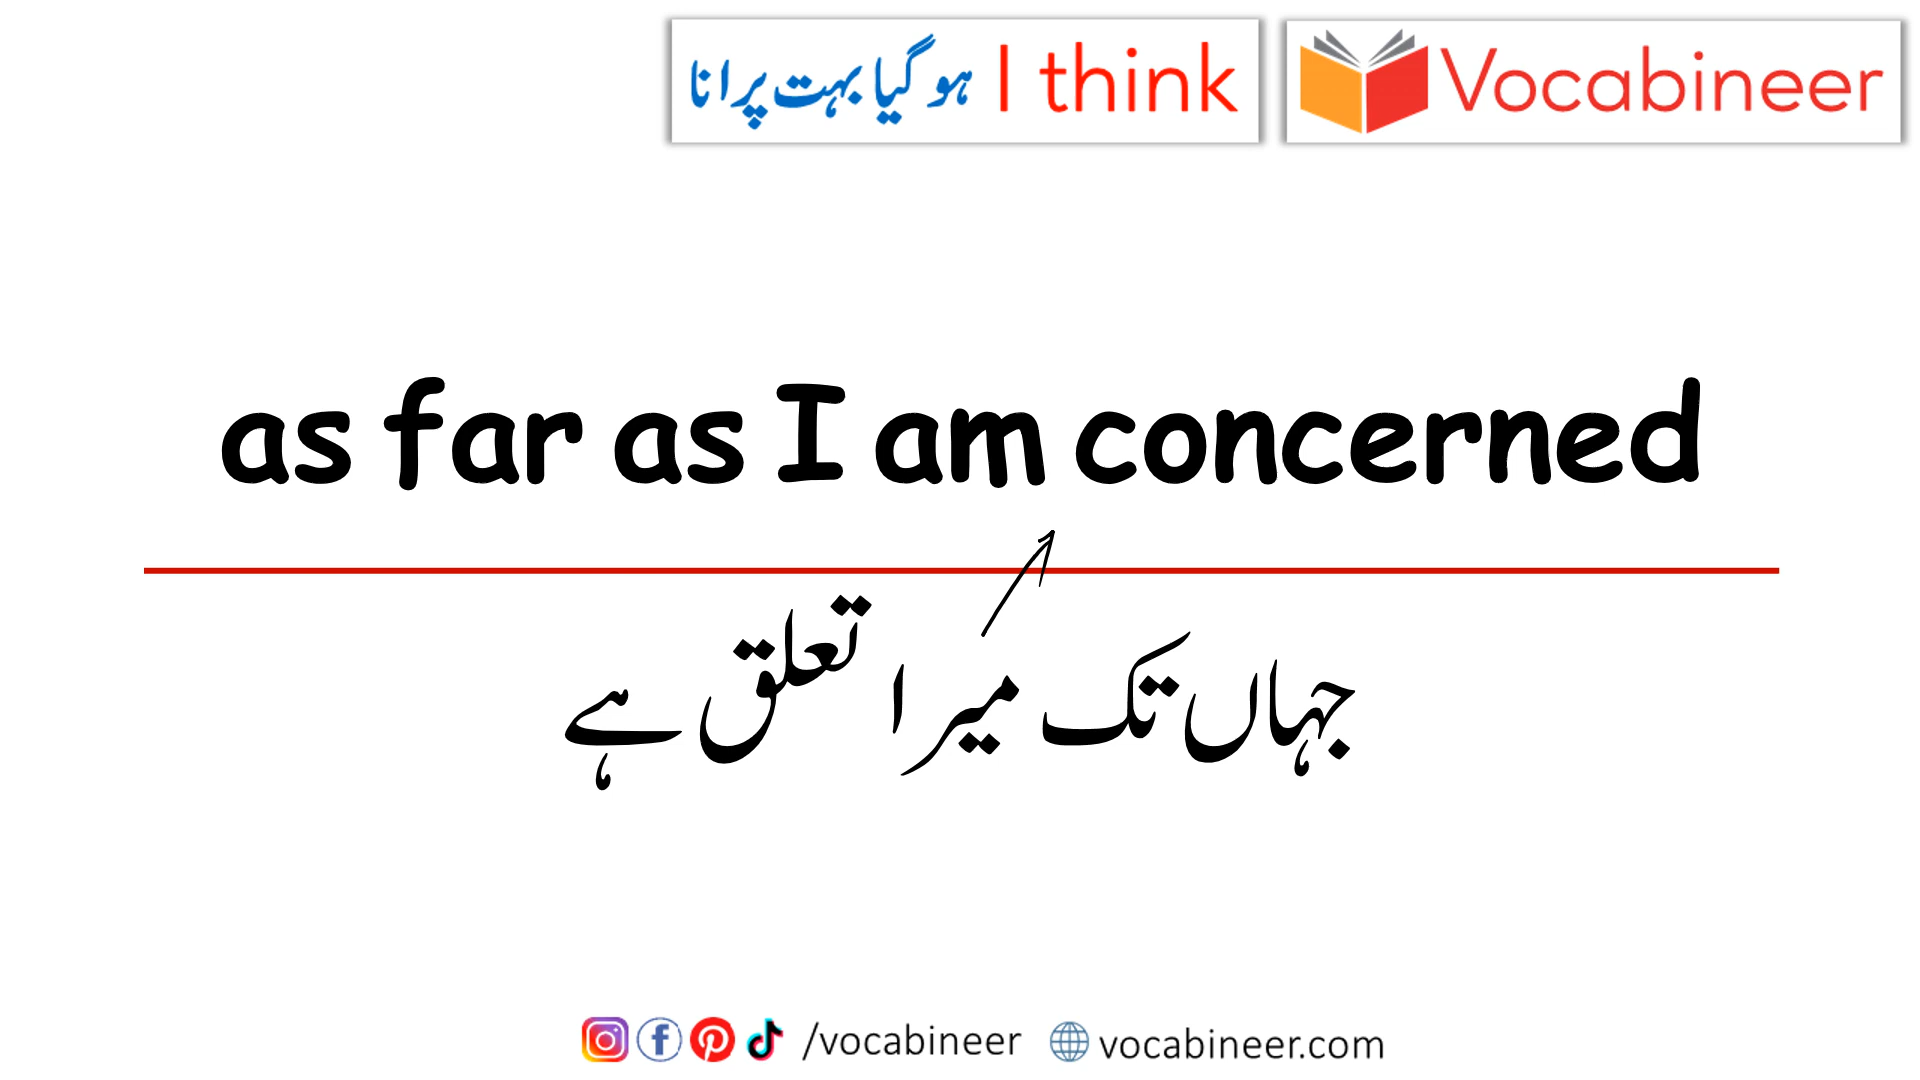 I think ہو گیا بہت پرانا
Vocabineer
as far as I am concerned
جہاں تک میرا تعلق ہے
/vocabineer vocabineer.com